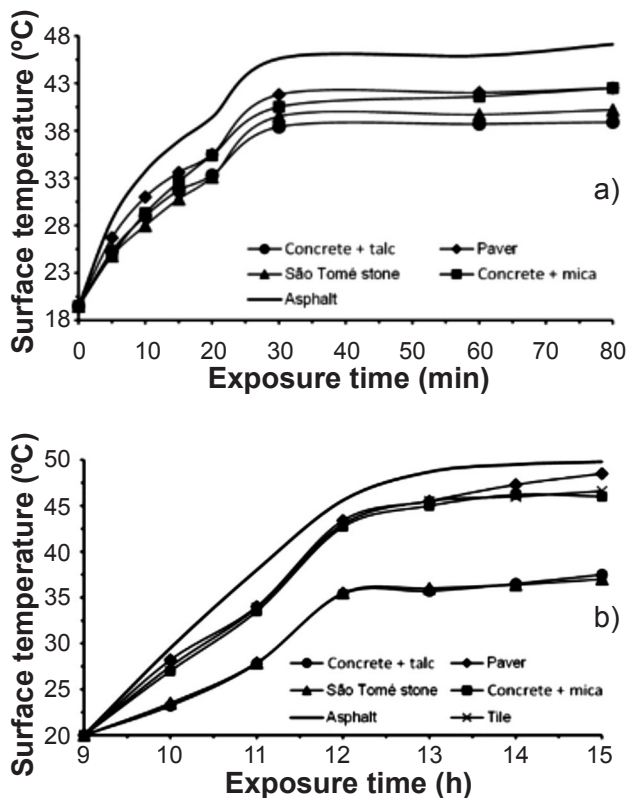 Surface temperature (ºC)
48
43
38
33
28
23
18
a)
Concrete + talc
Paver
São Tomé stone
Concrete + mica
Asphalt
0 10 20 30 40 50 60 70 80
Exposure time (min)
Surface temperature (ºC)
50
45
40
35
30
25
20
b)
Concrete + talc
Paver
São Tomé stone
Concrete + mica
Asphalt
Tile
9 10 11 12 13 14 15
Exposure time (h)